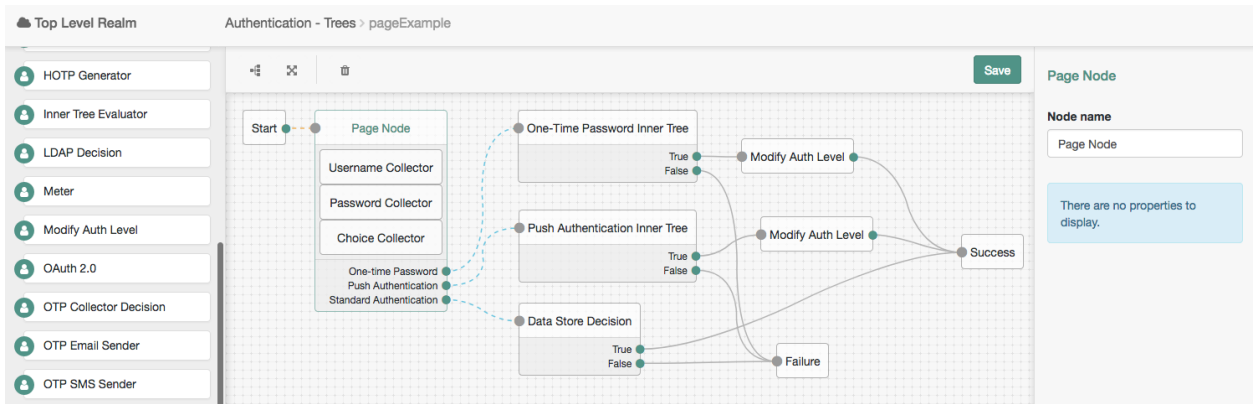 Top Level Realm
Authentication - Trees > pageExample
HOTP Generator
Inner Tree Evaluator
LDAP Decision
Meter
Modify Auth Level
OAuth 2.0
OTP Collector Decision
OTP Email Sender
OTP SMS Sender
Save
Start
Page Node
Username Collector
Password Collector
Choice Collector
One-time Password
Push Authentication
Standard Authentication
One-Time Password Inner Tree
True
False
Push Authentication Inner Tree
True
False
Data Store Decision
True
False
Modify Auth Level
Modify Auth Level
Success
Failure
Page Node
Node name
Page Node
There are no properties to
display.